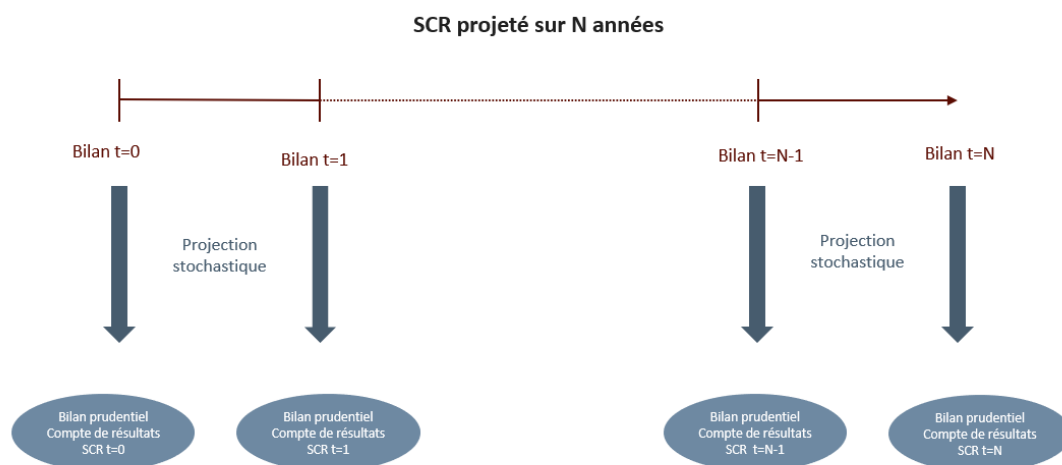 SCR projeté sur N années
Bilan t=0
Bilan t=1
Bilan t=N-1
Bilan t=N
Projection
stochastique
Projection
stochastique
Bilan prudentiel
Compte de résultats
SCR t=0
Bilan prudentiel
Compte de résultats
SCR t=1
Bilan prudentiel
Compte de résultats
SCR t=N-1
Bilan prudentiel
Compte de résultats
SCR t=N